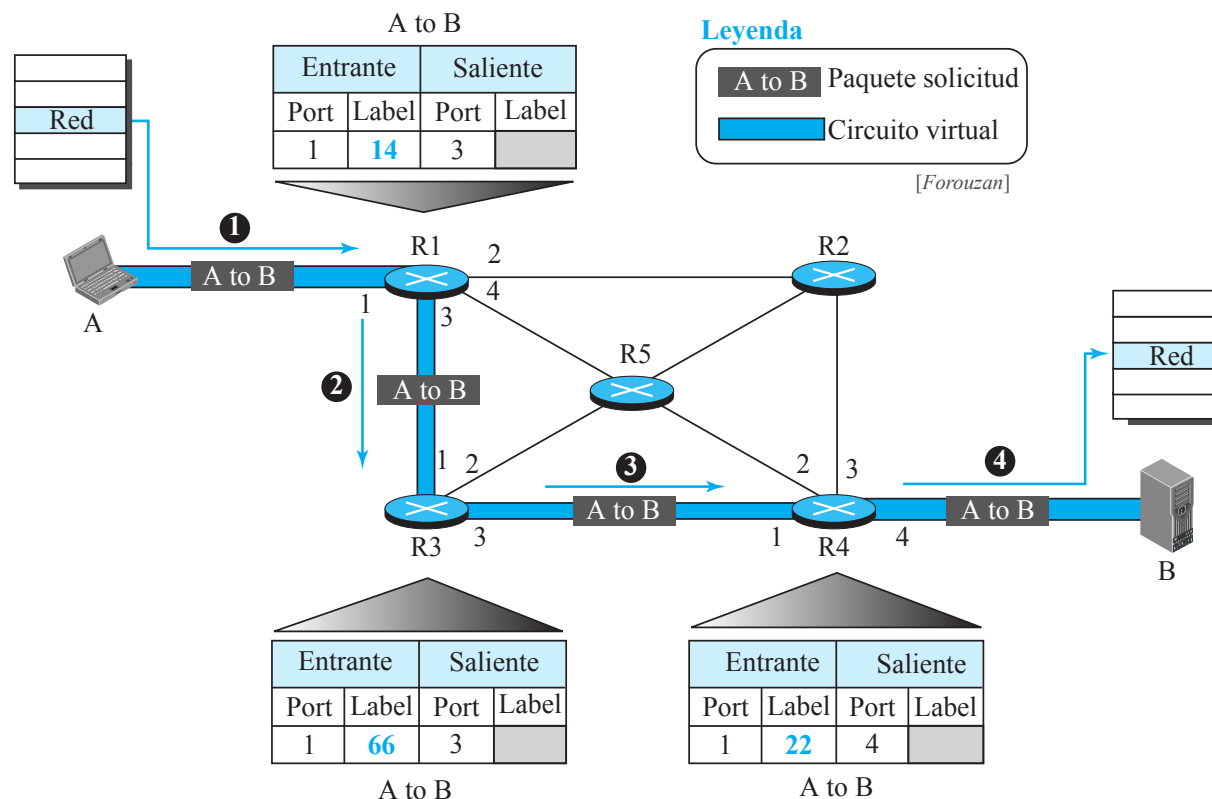 A to B
Entrante Saliente
Port Label Port Label
1 14 3
Leyenda
A to B Paquete solicitud
Circuito virtual
[Forouzan]
Red
1
A to B
A
1
R1
2
4
3
R2
2
A to B
R5
Red
1
2
R3
3
3
A to B
2
3
1
R4
4
4
A to B
B
Entrante Saliente
Port Label Port Label
1 66 3
A to B
Entrante Saliente
Port Label Port Label
1 22 4
A to B